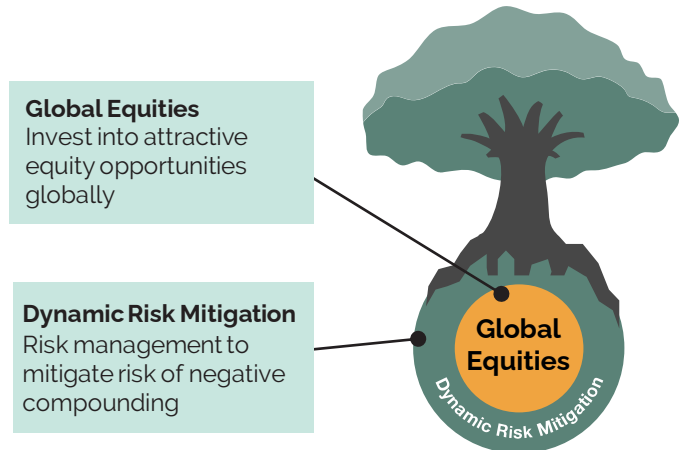 Global Equities
Invest into attractive
equity opportunities
globally
Dynamic Risk Mitigation
Risk management to
mitigate risk of negative
compounding
Global
Equities
Dynamic Risk Mitigation